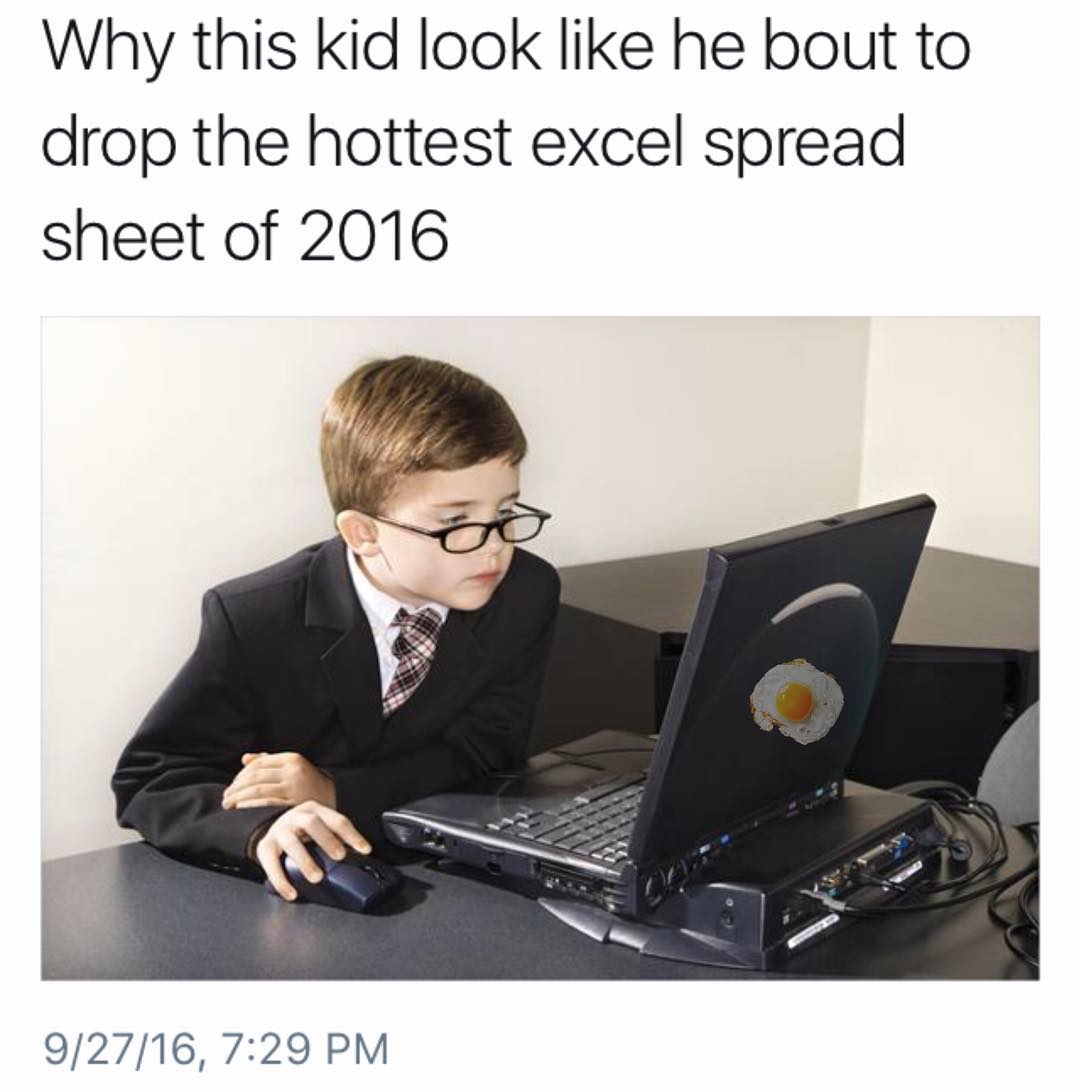 Why this kid look like he bout to
drop the hottest excel spread
sheet of 2016
9/27/16, 7:29 PM